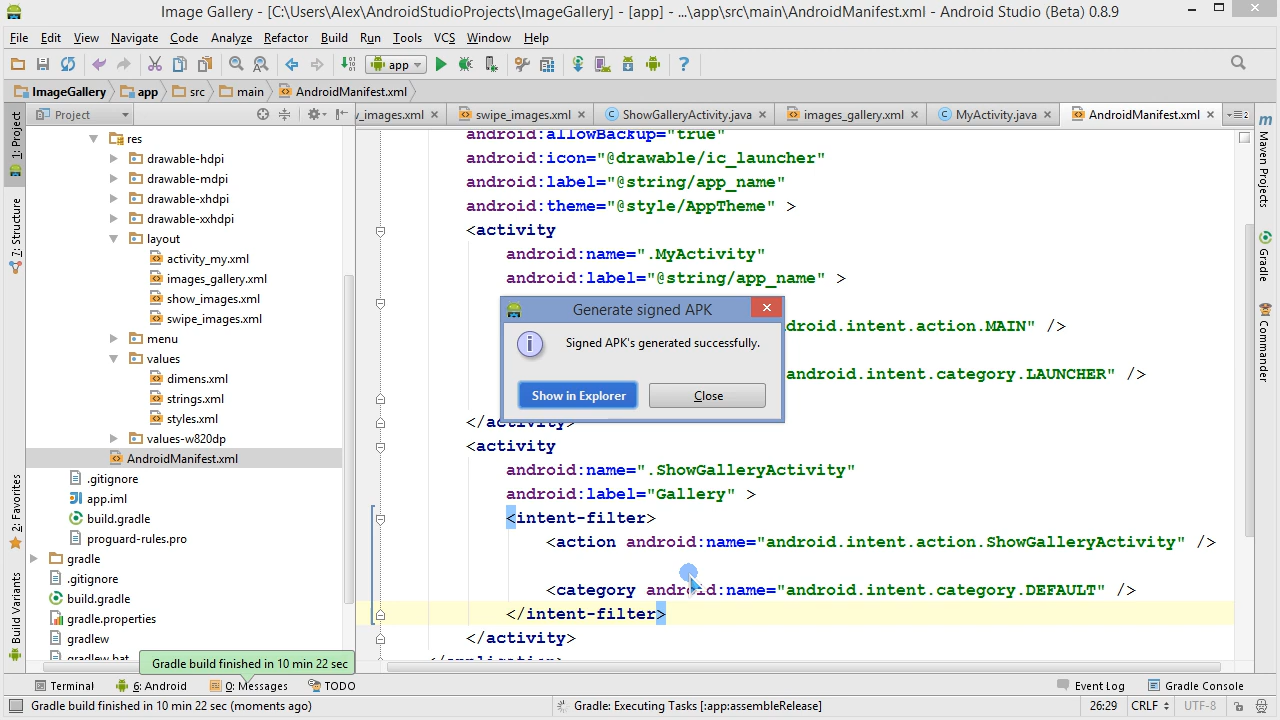 Image Gallery - [C:\Users\Alex\AndroidStudioProjects\ImageGallery] - [app] - ...\app\src\main\AndroidManifest.xml - Android Studio (Beta) 0.8.9
File Edit View Navigate Code Analyze Refactor Build Run Tools VCS Window Help
app
ImageGallery app src main AndroidManifest.xml
Project
_images.xml swipe_images.xml ShowGalleryActivity.java images_gallery.xml MyActivity.java AndroidManifest.xml
1: Project
7: Structure
2: Favorites
Build Variants
res
drawable-hdpi
drawable-mdpi
drawable-xhdpi
drawable-xxhdpi
layout
activity_my.xml
images_gallery.xml
show_images.xml
swipe_images.xml
menu
values
dimens.xml
strings.xml
styles.xml
values-w820dp
AndroidManifest.xml
.gitignore
app.iml
build.gradle
proguard-rules.pro
gradle
.gitignore
build.gradle
gradle.properties
gradlew
gradlew.bat
android:allowBackup="true"
android:icon="@drawable/ic_launcher"
android:label="@string/app_name"
android:theme="@style/AppTheme" >
<activity
android:name=".MyActivity"
android:label="@string/app_name" >
android.intent.action.MAIN" />
android.intent.category.LAUNCHER" />
</activity>
<activity
android:name=".ShowGalleryActivity"
android:label="Gallery" >
<intent-filter>
<action android:name="android.intent.action.ShowGalleryActivity" />
<category android:name="android.intent.category.DEFAULT" />
</intent-filter>
</activity>
</application>
Generate signed APK
Signed APK's generated successfully.
Show in Explorer Close
m Maven Projects
Gradle
Commander
Gradle build finished in 10 min 22 sec
Terminal 6: Android 0: Messages TODO Event Log Gradle Console
Gradle build finished in 10 min 22 sec (moments ago) Gradle: Executing Tasks [:app:assembleRelease] 26:29 CRLF UTF-8